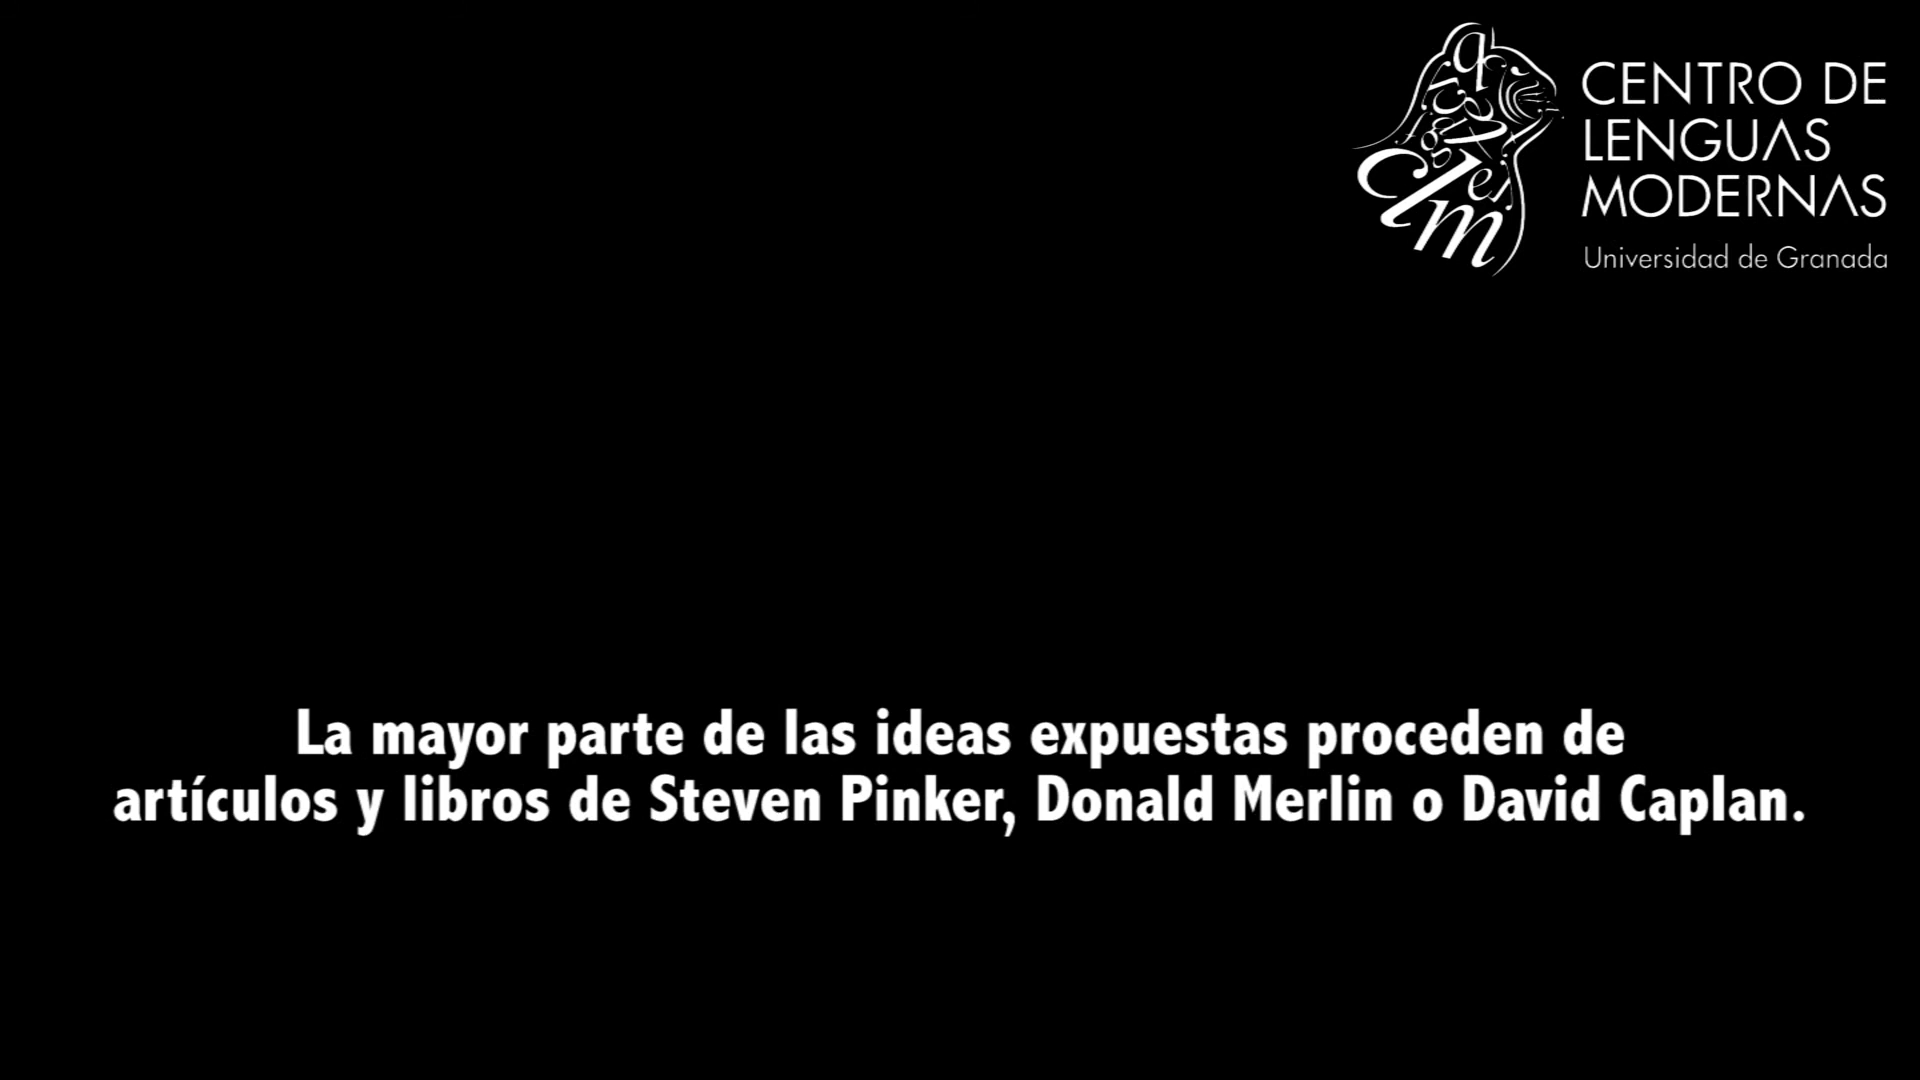 CENTRO DE
LENGUAS
MODERNAS
Universidad de Granada
clm
La mayor parte de las ideas expuestas proceden de
artículos y libros de Steven Pinker, Donald Merlin o David Caplan.